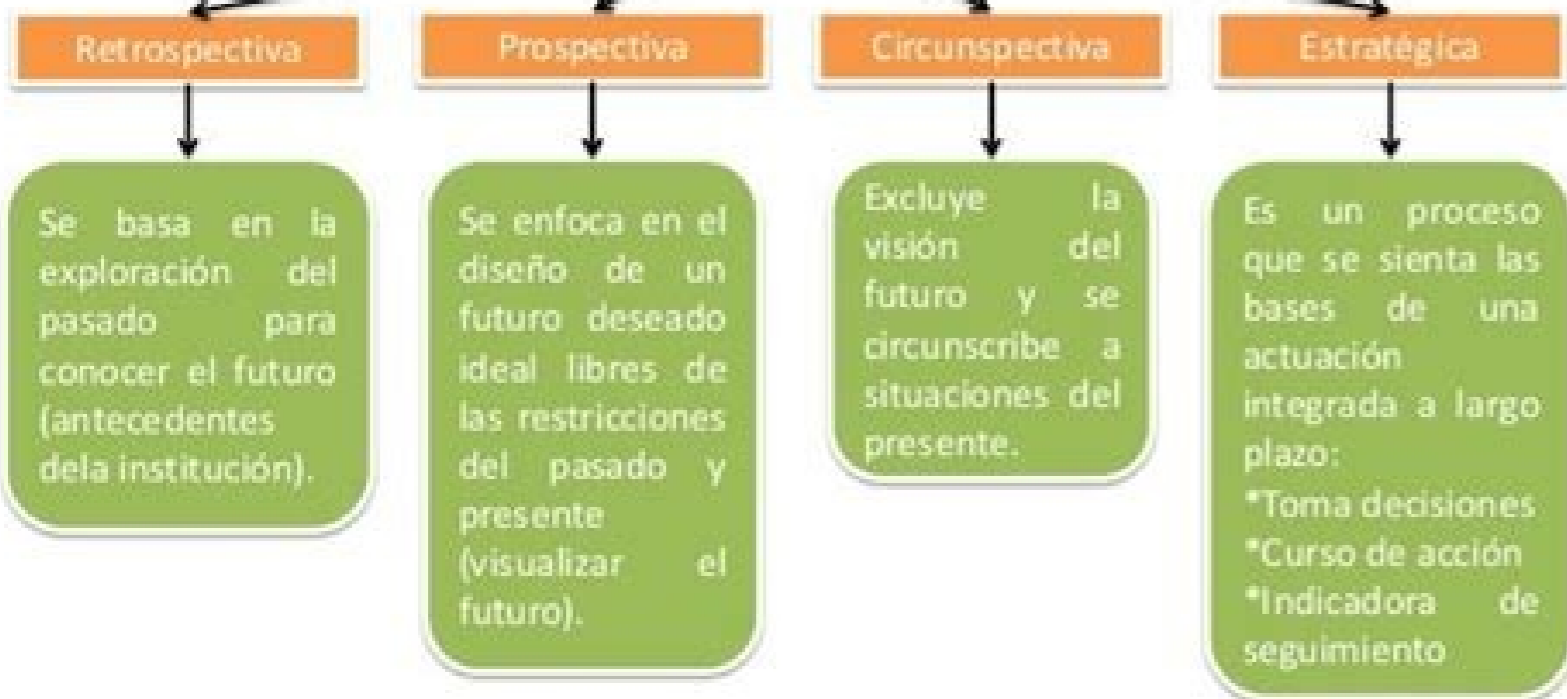 Retrospectiva
Se basa en la
exploración del
pasado para
conocer el futuro
(antecedentes
dela institución).
Prospectiva
Se enfoca en el
diseño de un
futuro deseado
ideal libres de
las restricciones
del pasado y
presente
(visualizar el
futuro).
Circunspectiva
Excluye la
visión del
futuro y se
circunscribe a
situaciones del
presente.
Estratégica
Es un proceso
que se sienta las
bases de una
actuación
integrada a largo
plazo:
*Toma decisiones
*Curso de acción
*Indicadora de
seguimiento